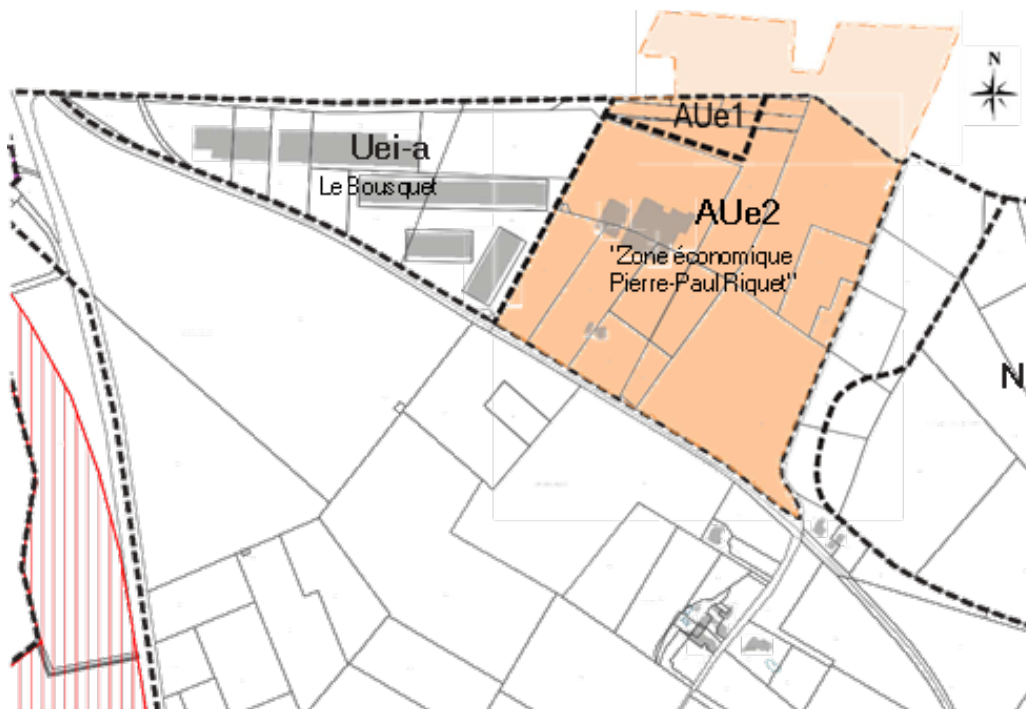 N
AUe1
Uei-a
Le Bousquet
AUe2
"Zone économique
Pierre-Paul Riquet"
N